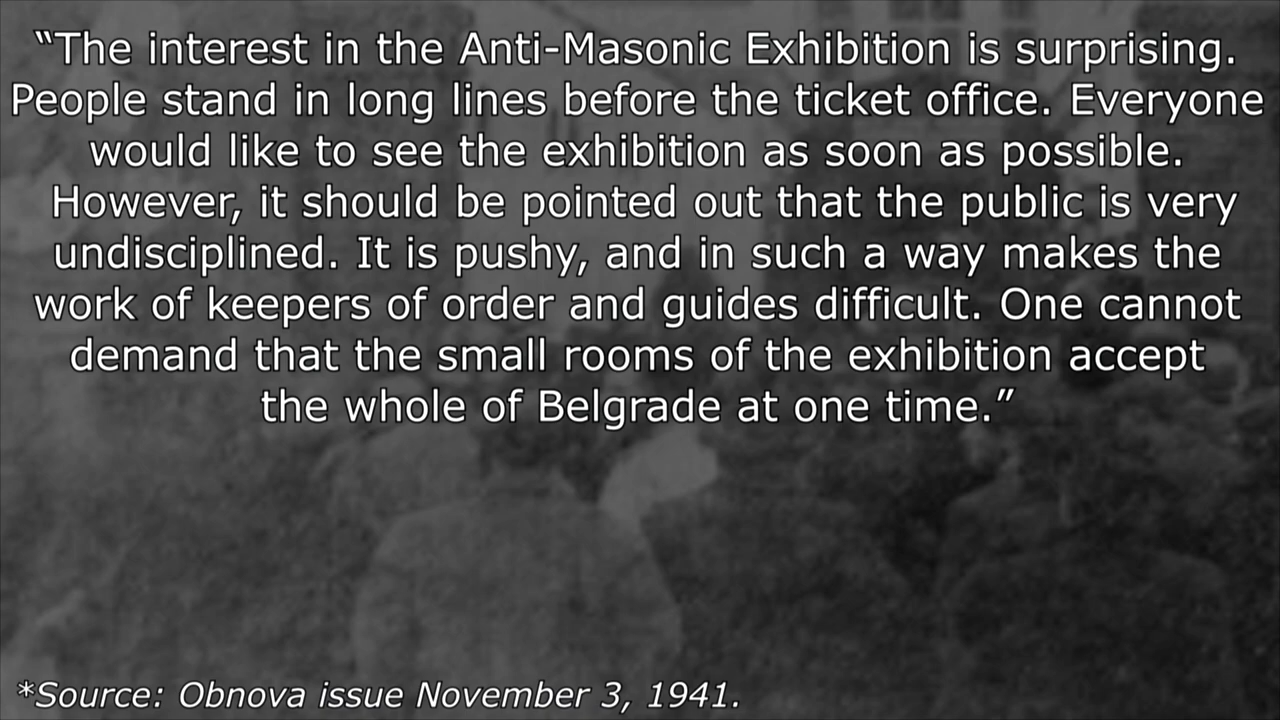 “The interest in the Anti-Masonic Exhibition is surprising.
People stand in long lines before the ticket office. Everyone
would like to see the exhibition as soon as possible.
However, it should be pointed out that the public is very
undisciplined. It is pushy, and in such a way makes the
work of keepers of order and guides difficult. One cannot
demand that the small rooms of the exhibition accept
the whole of Belgrade at one time.”
*Source: Obnova issue November 3, 1941.